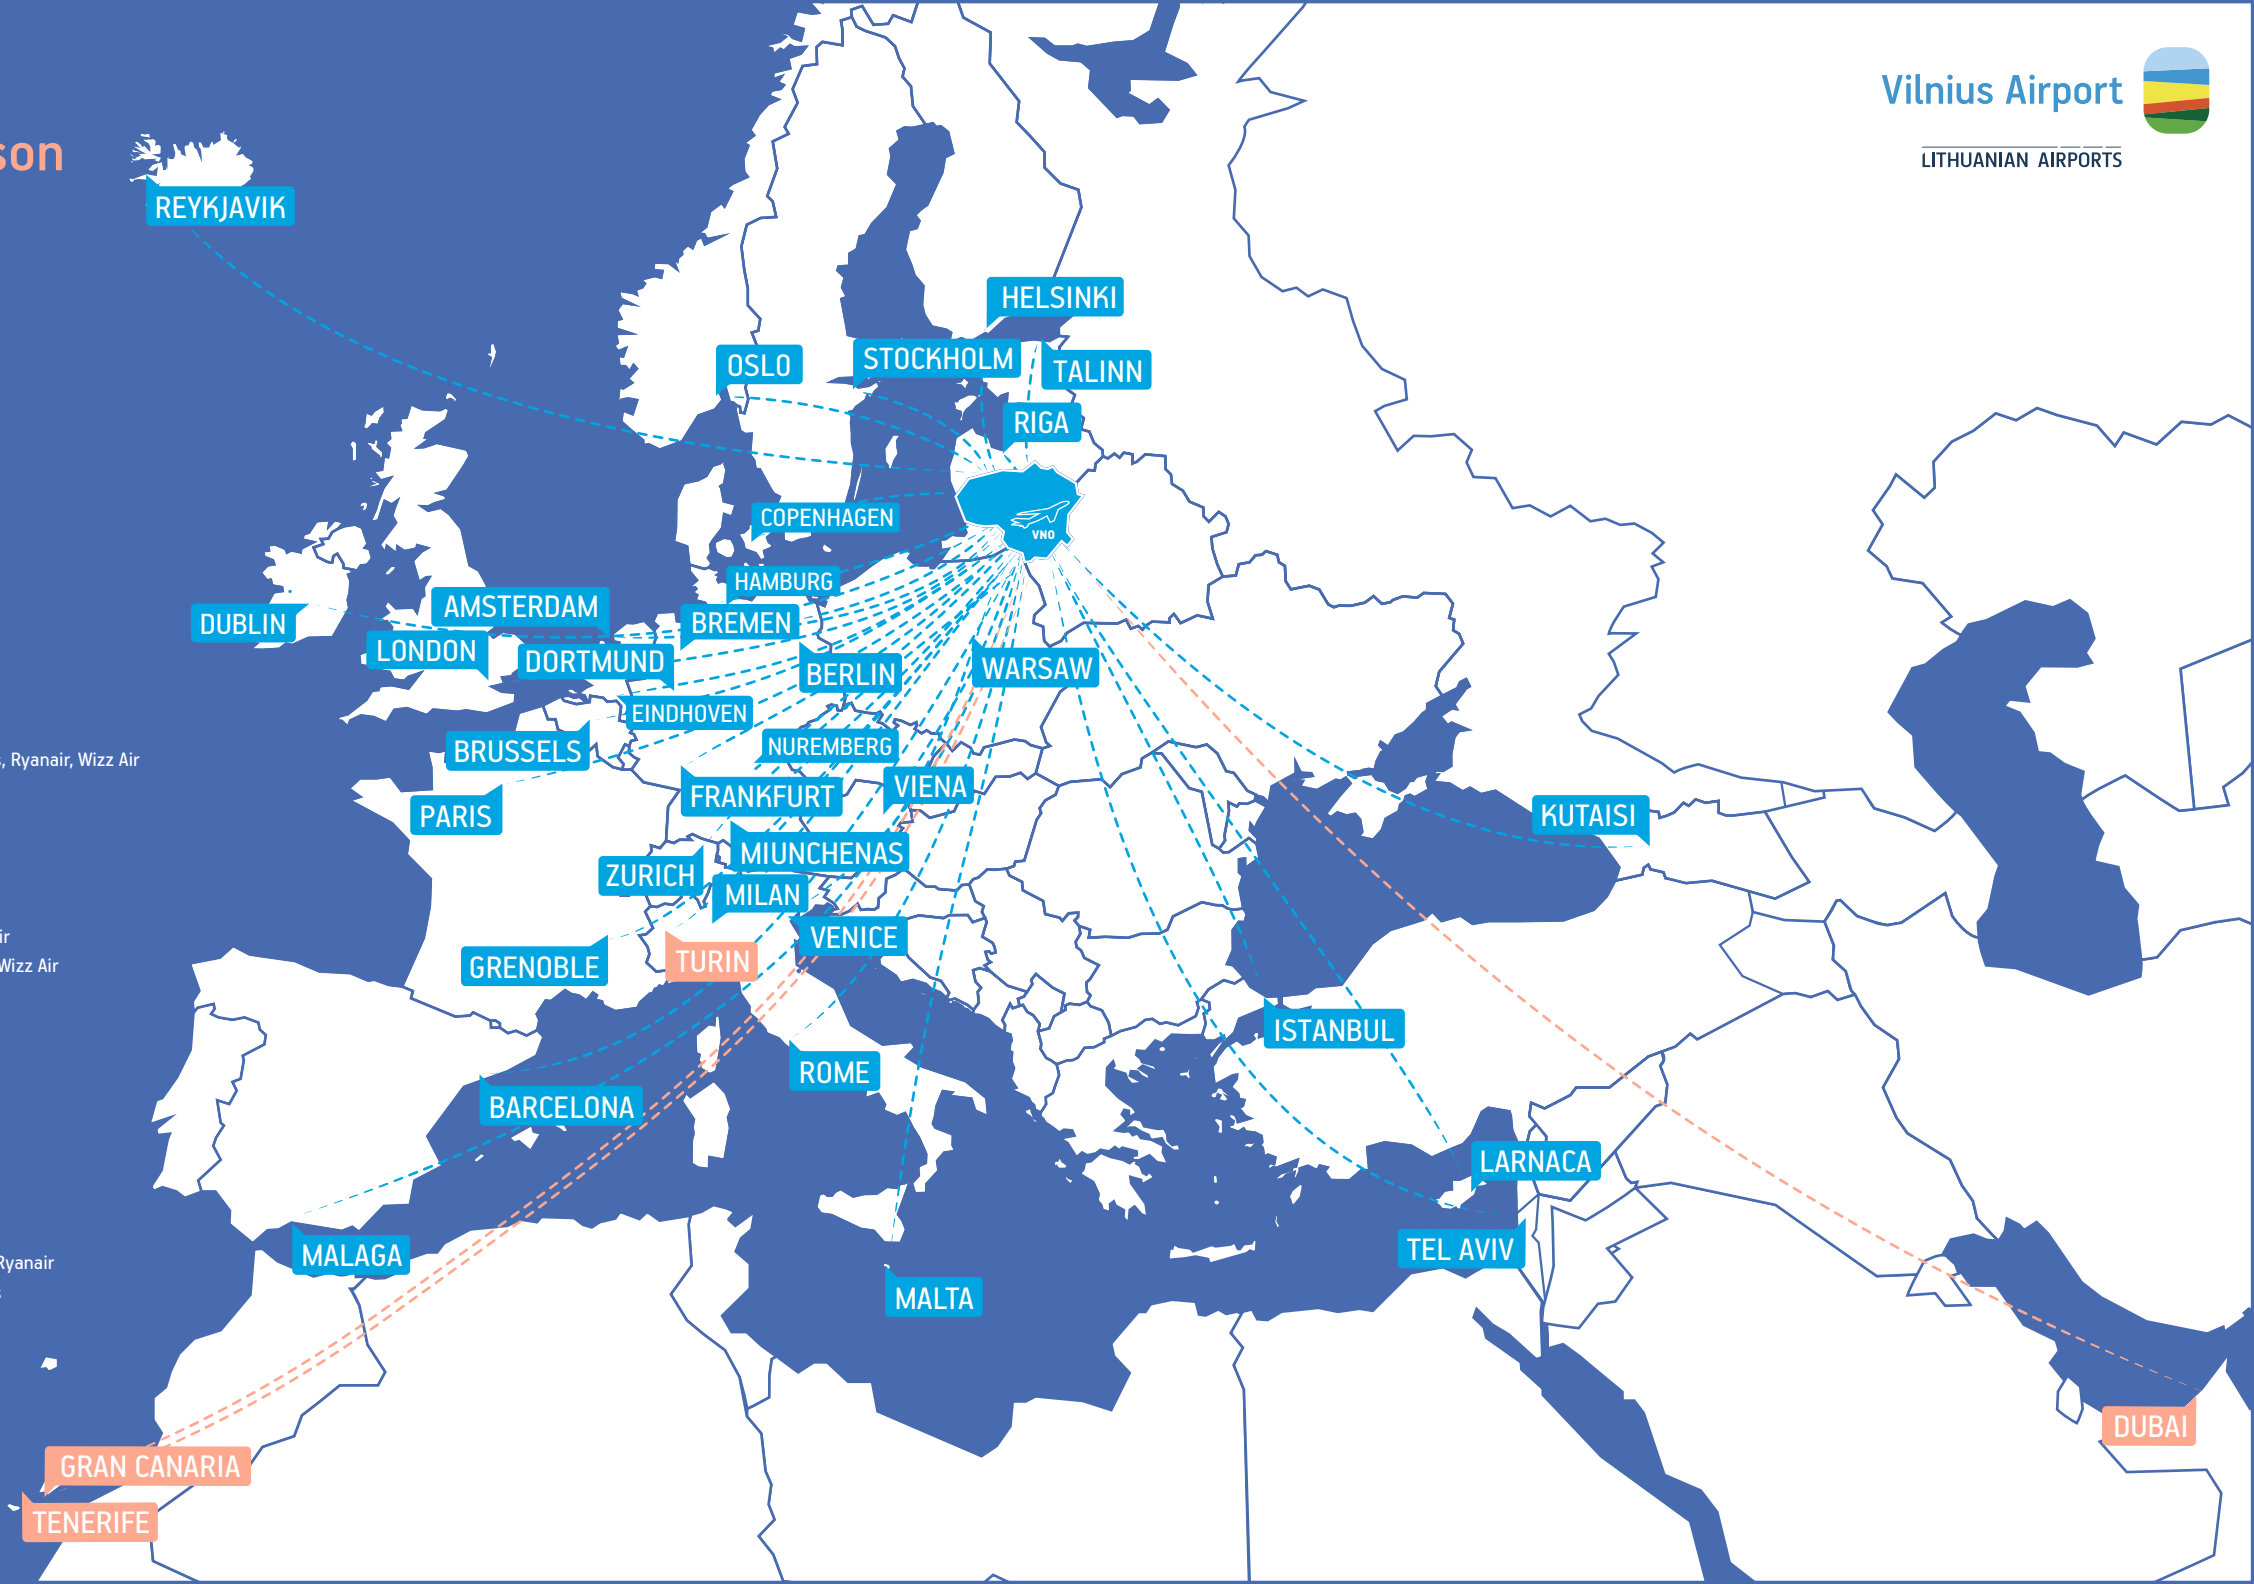 Vilnius Airport
LITHUANIAN AIRPORTS
son
REYKJAVIK
HELSINKI
STOCKHOLM
OSLO
TALINN
RIGA
COPENHAGEN
VNO
HAMBURG
AMSTERDAM
BREMEN
DUBLIN
LONDON
DORTMUND
BERLIN
WARSAW
EINDHOVEN
BRUSSELS
NUREMBERG
, Ryanair, Wizz Air
VIENA
FRANKFURT
PARIS
KUTAISI
MIUNCHENAS
ZURICH
MILAN
VENICE
ir
GRENOBLE
TURIN
Wizz Air
ISTANBUL
ROME
BARCELONA
LARNACA
TEL AVIV
MALAGA
Ryanair
MALTA
DUBAI
GRAN CANARIA
TENERIFE